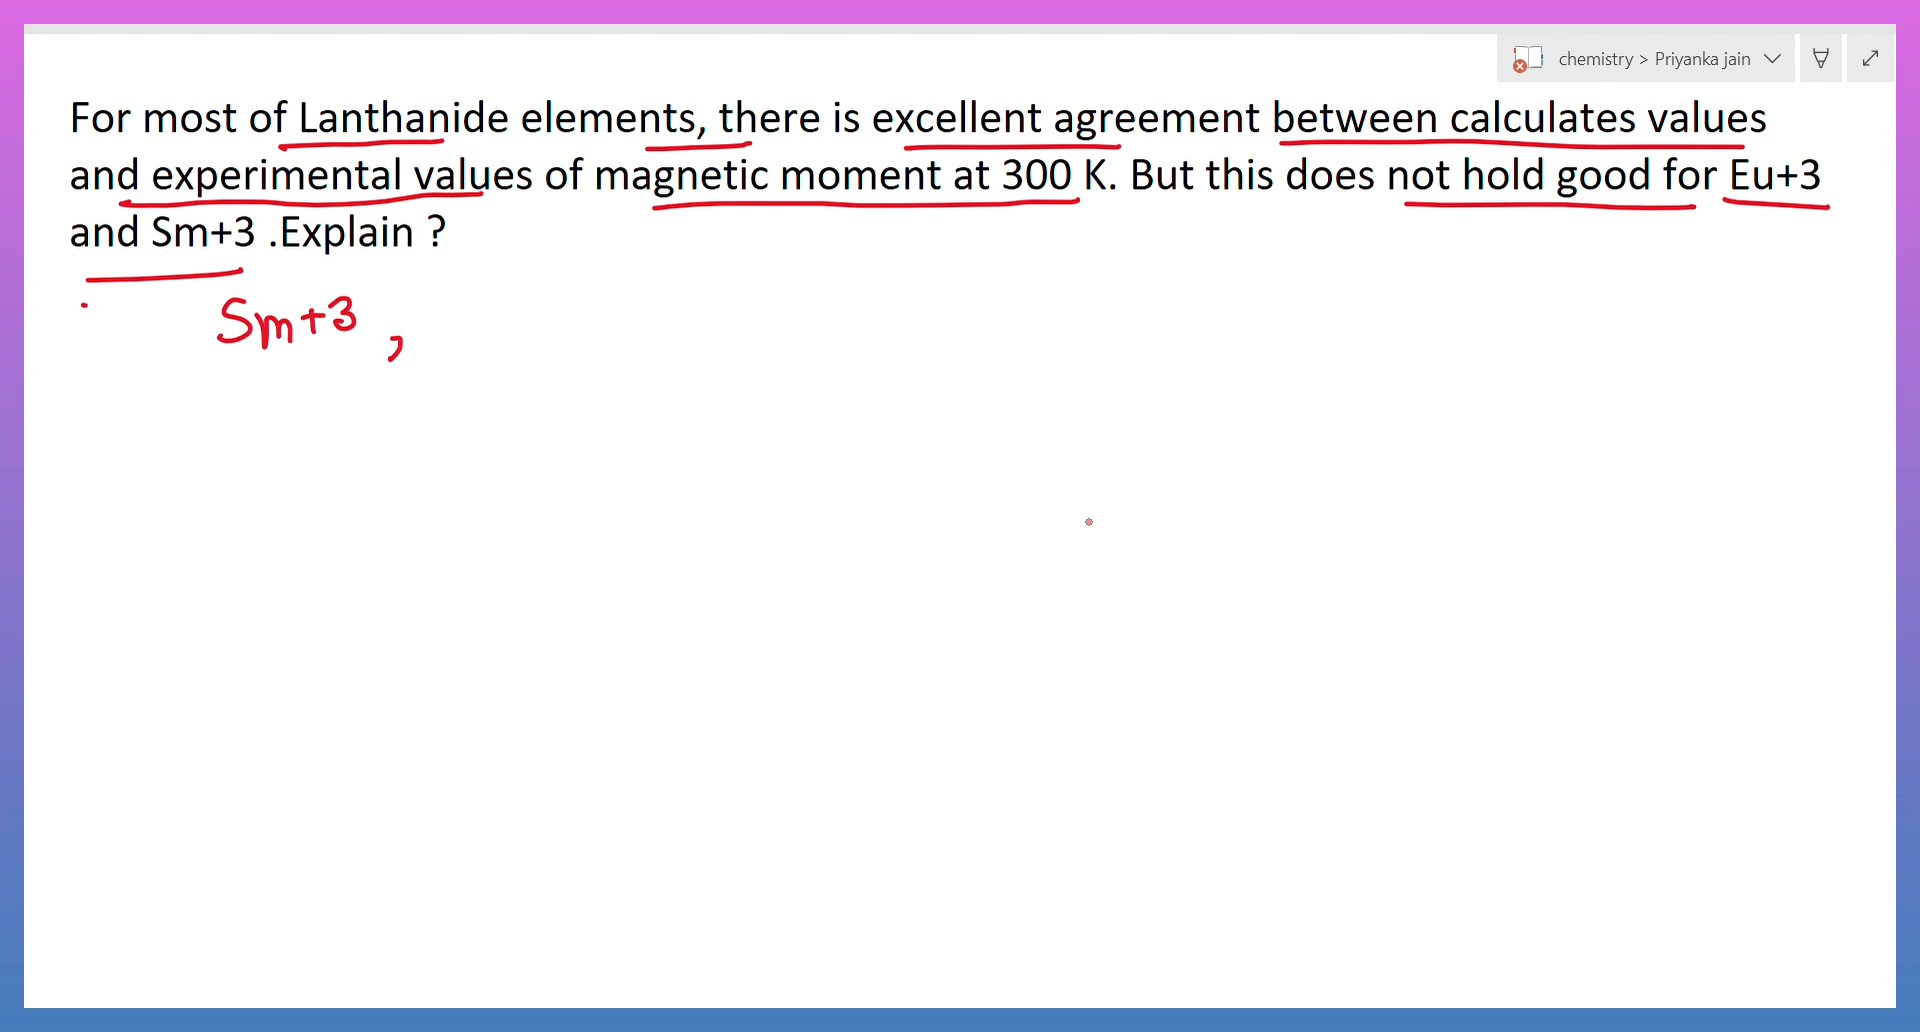 chemistry > Priyanka jain
For most of Lanthanide elements, there is excellent agreement between calculates values
and experimental values of magnetic moment at 300 K. But this does not hold good for Eu+3
and Sm+3 .Explain ?
Sm+3 ,